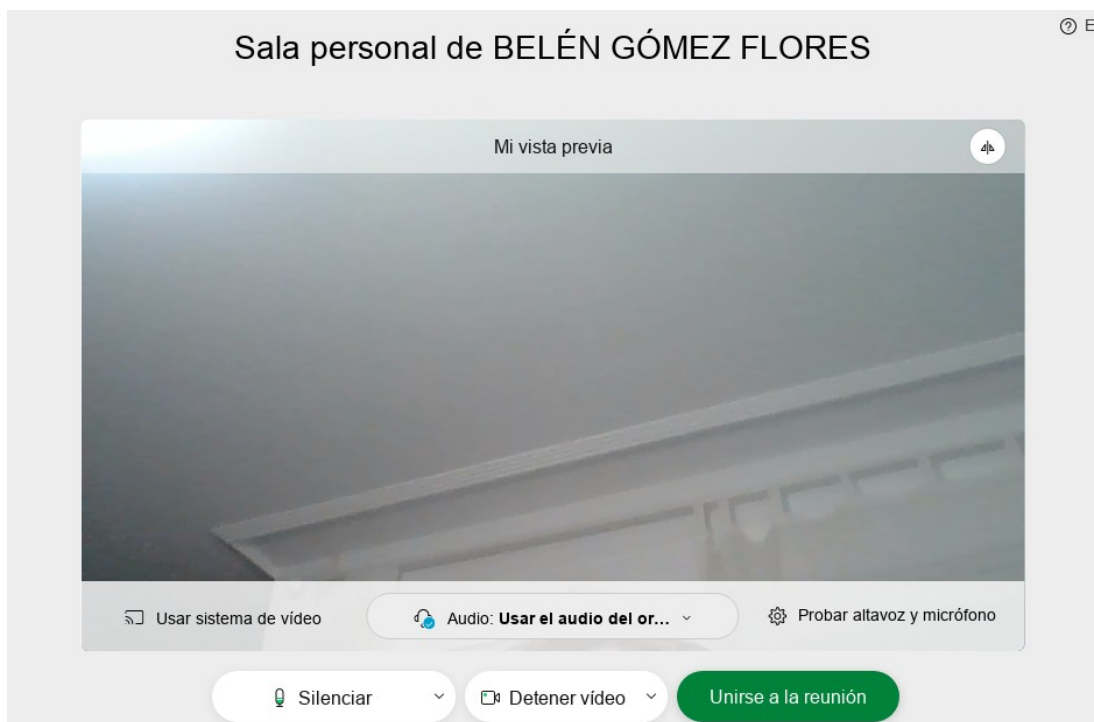 Sala personal de BELÉN GÓMEZ FLORES
E
Mi vista previa
Usar sistema de vídeo
Audio: Usar el audio del or...
Probar altavoz y micrófono
Silenciar
Detener vídeo
Unirse a la reunión